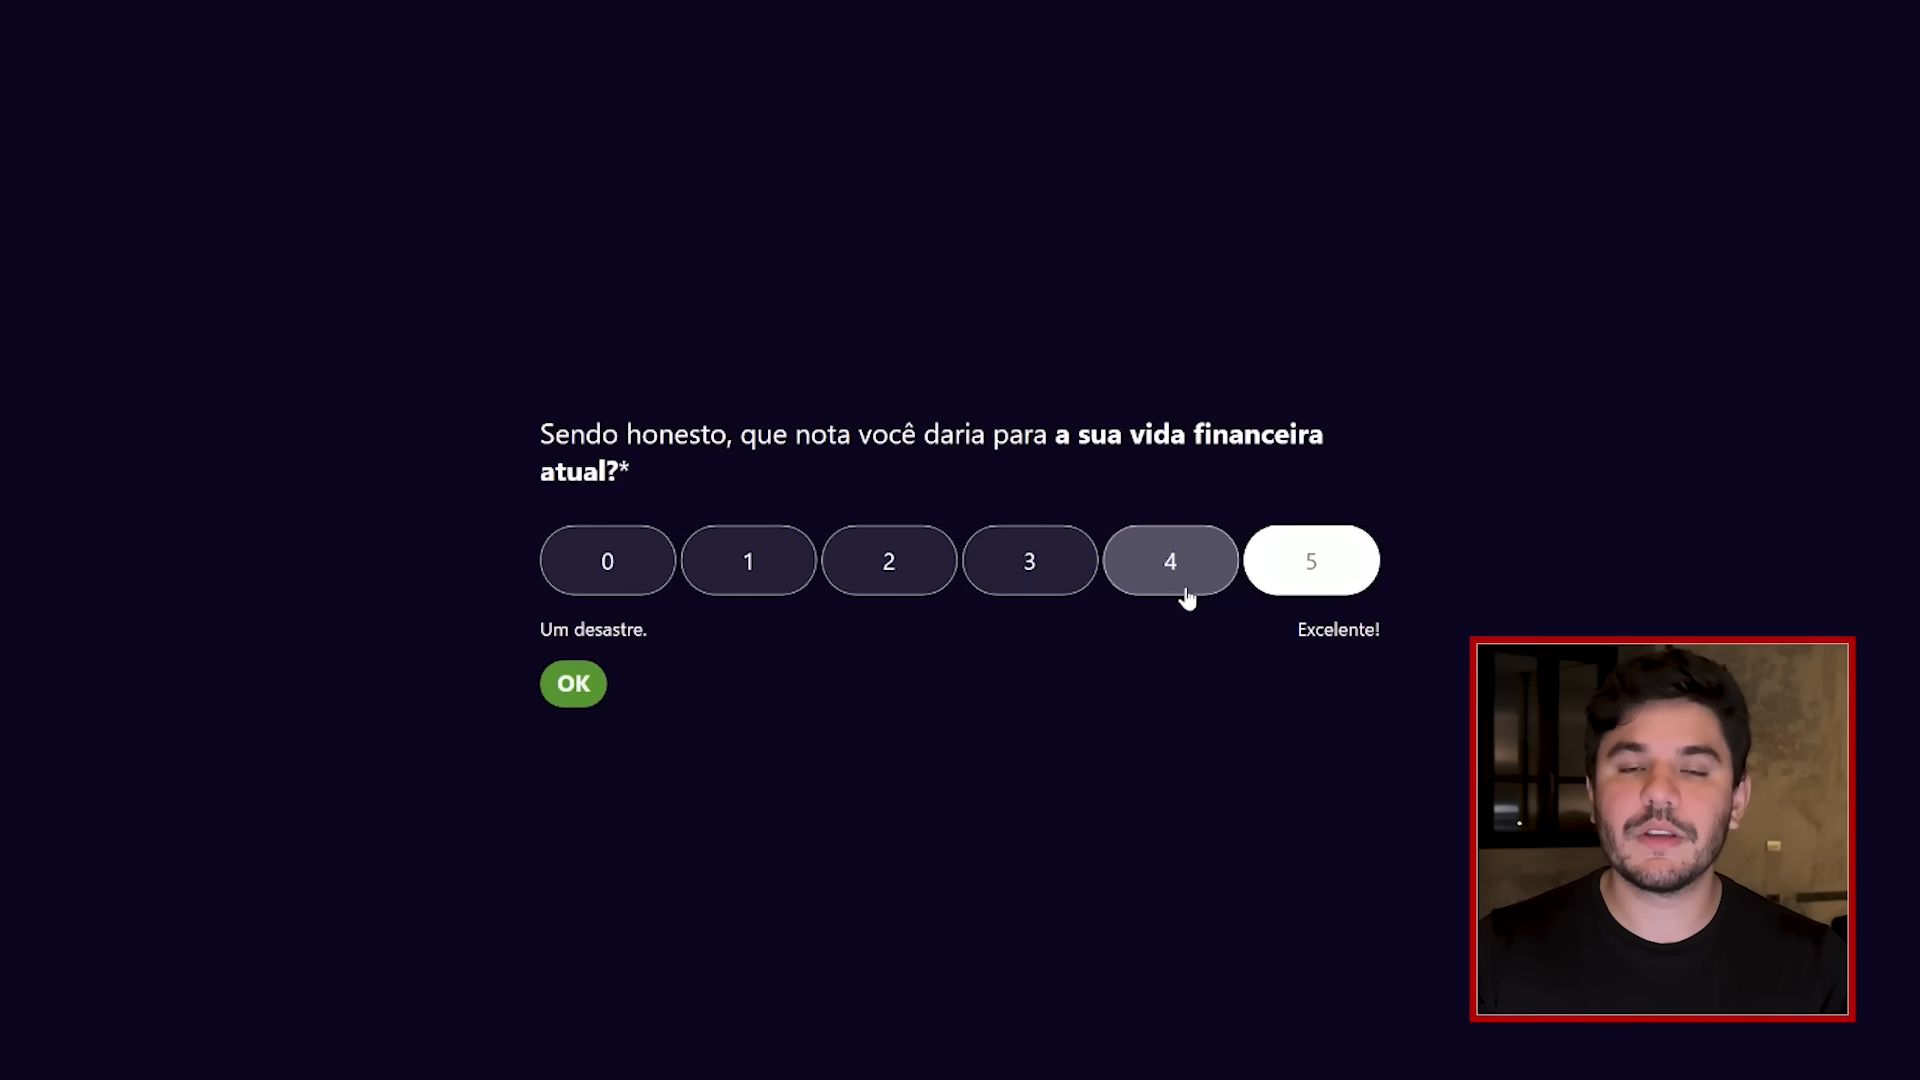 Sendo honesto, que nota você daria para a sua vida financeira
atual?*
0 1 2 3 4 5
Um desastre. Excelente!
OK